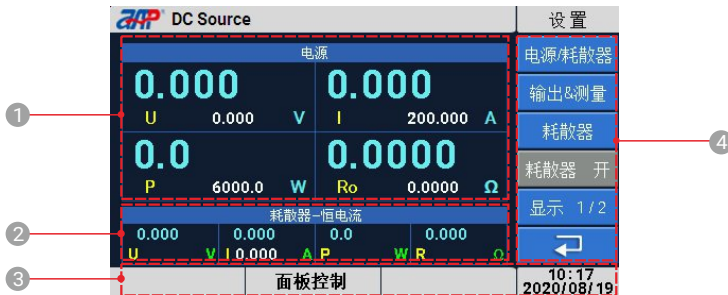 AAP DC Source
设置
电源
0.000 0.000
U 0.000 V I 200.000 A
0.0 0.0000
P 6000.0 W Ro 0.0000 Ω
耗散器-恒电流
0.000 0.000 0.0 0.000
U V I 0.000 A P W R Ω
面板控制
电源/耗散器
输出&测量
耗散器
耗散器 开
显示 1/2
10:17
2020/08/19
1
2
3
4